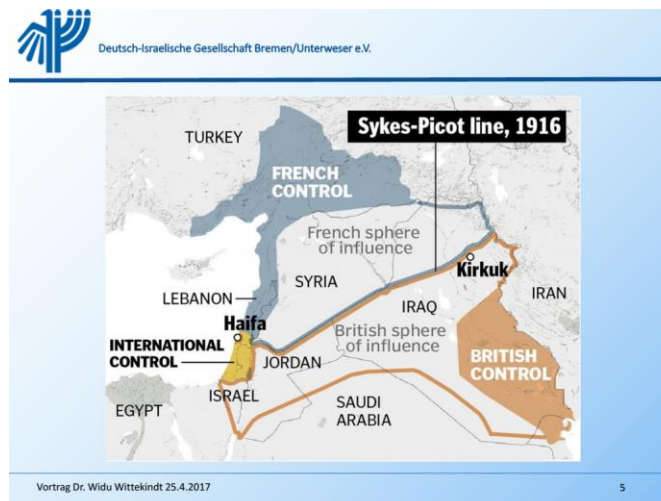 Deutsch-Israelische Gesellschaft Bremen/Unterweser e.V.
Sykes-Picot line, 1916
TURKEY
FRENCH
CONTROL
French sphere
of influence
SYRIA
Kirkuk
LEBANON
IRAQ
IRAN
Haifa
British sphere
of influence
INTERNATIONAL
CONTROL
JORDAN
BRITISH
CONTROL
ISRAEL
EGYPT
SAUDI
ARABIA
Vortrag Dr. Widu Wittekindt 25.4.2017
5